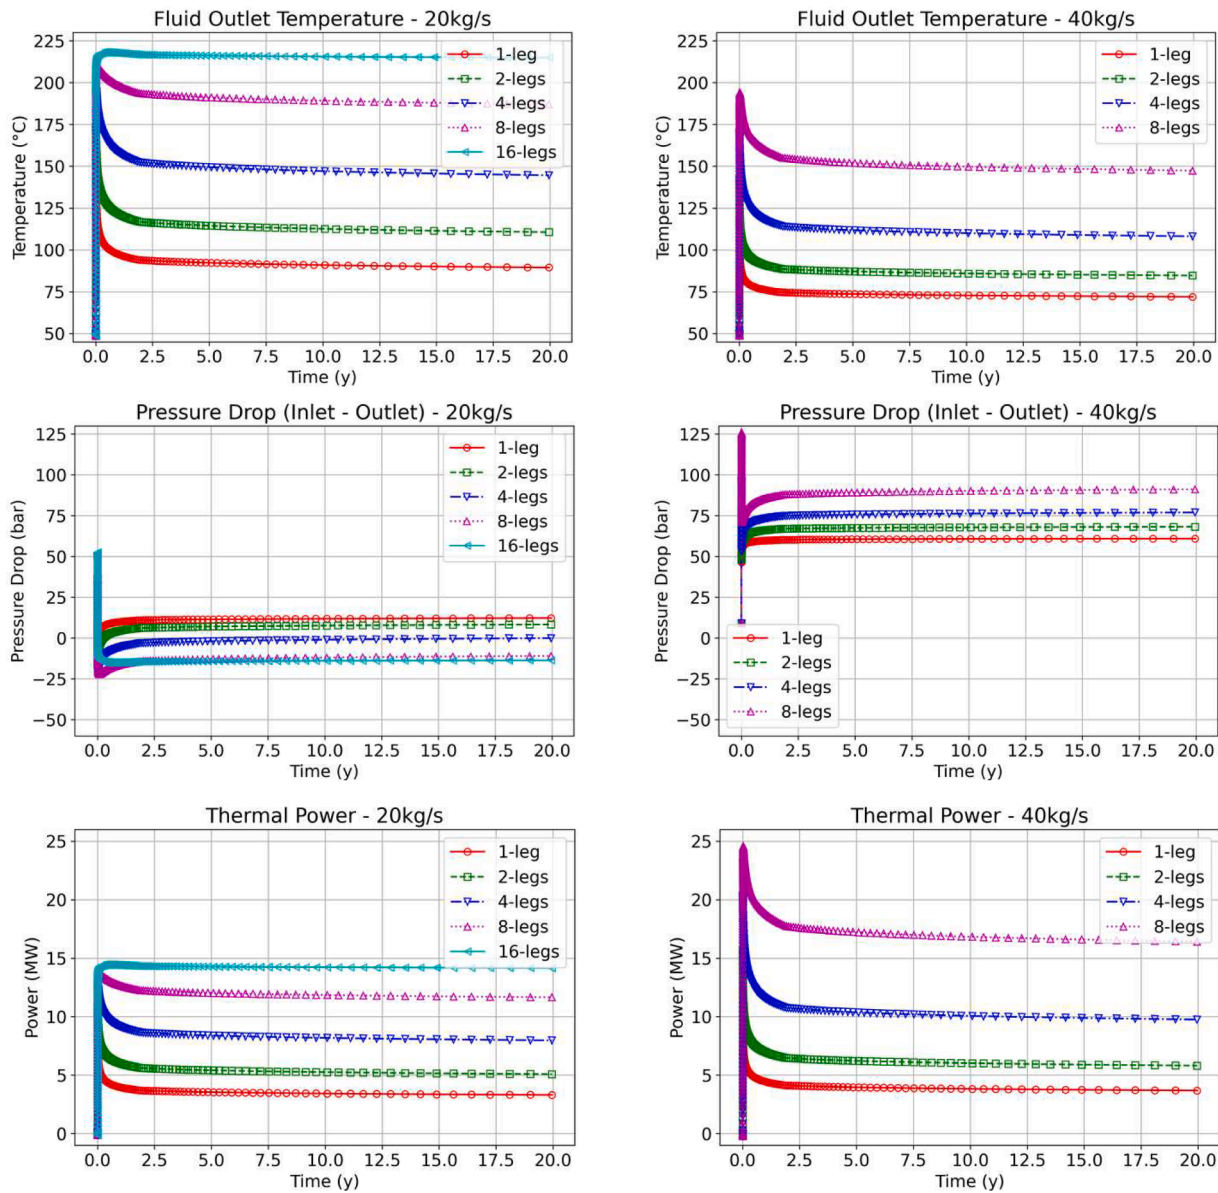 Fluid Outlet Temperature - 20kg/s
Temperature (°C)
225
200
175
150
125
100
75
50
1-leg
2-legs
4-legs
8-legs
16-legs
0.0 2.5 5.0 7.5 10.0 12.5 15.0 17.5 20.0
Time (y)
Fluid Outlet Temperature - 40kg/s
Temperature (°C)
225
200
175
150
125
100
75
50
1-leg
2-legs
4-legs
8-legs
0.0 2.5 5.0 7.5 10.0 12.5 15.0 17.5 20.0
Time (y)
Pressure Drop (Inlet - Outlet) - 20kg/s
Pressure Drop (bar)
125
100
75
50
25
0
−25
−50
1-leg
2-legs
4-legs
8-legs
16-legs
0.0 2.5 5.0 7.5 10.0 12.5 15.0 17.5 20.0
Time (y)
Pressure Drop (Inlet - Outlet) - 40kg/s
Pressure Drop (bar)
125
100
75
50
25
0
−25
−50
1-leg
2-legs
4-legs
8-legs
0.0 2.5 5.0 7.5 10.0 12.5 15.0 17.5 20.0
Time (y)
Thermal Power - 20kg/s
Power (MW)
25
20
15
10
5
0
1-leg
2-legs
4-legs
8-legs
16-legs
0.0 2.5 5.0 7.5 10.0 12.5 15.0 17.5 20.0
Time (y)
Thermal Power - 40kg/s
Power (MW)
25
20
15
10
5
0
1-leg
2-legs
4-legs
8-legs
0.0 2.5 5.0 7.5 10.0 12.5 15.0 17.5 20.0
Time (y)